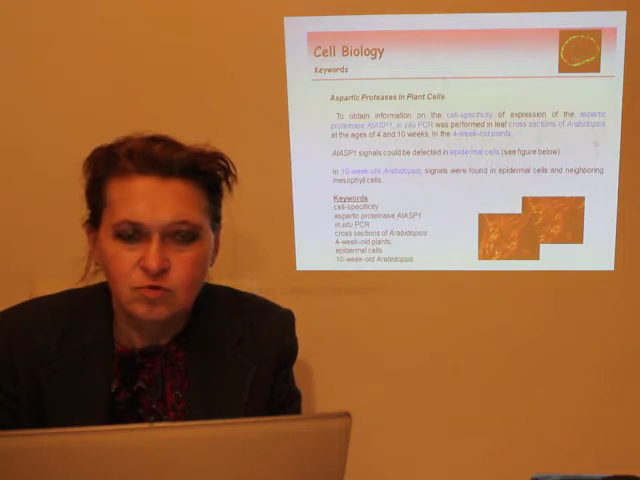 Cell Biology
Keywords
Aspartic Proteases in Plant Cells
To obtain information on the cell-specificity of expression of the aspartic
proteinase AtASP1, in situ PCR was performed in leaf cross sections of Arabidopsis
at the ages of 4 and 10 weeks. In the 4-week-old plants,
AtASP1 signals could be detected in epidermal cells (see figure below)
In 10-week-old Arabidopsis, signals were found in epidermal cells and neighboring
mesophyll cells.
Keywords
cell-specificity
aspartic proteinase AtASP1
in situ PCR
cross sections of Arabidopsis
4-week-old plants,
epidermal cells
10-week-old Arabidopsis